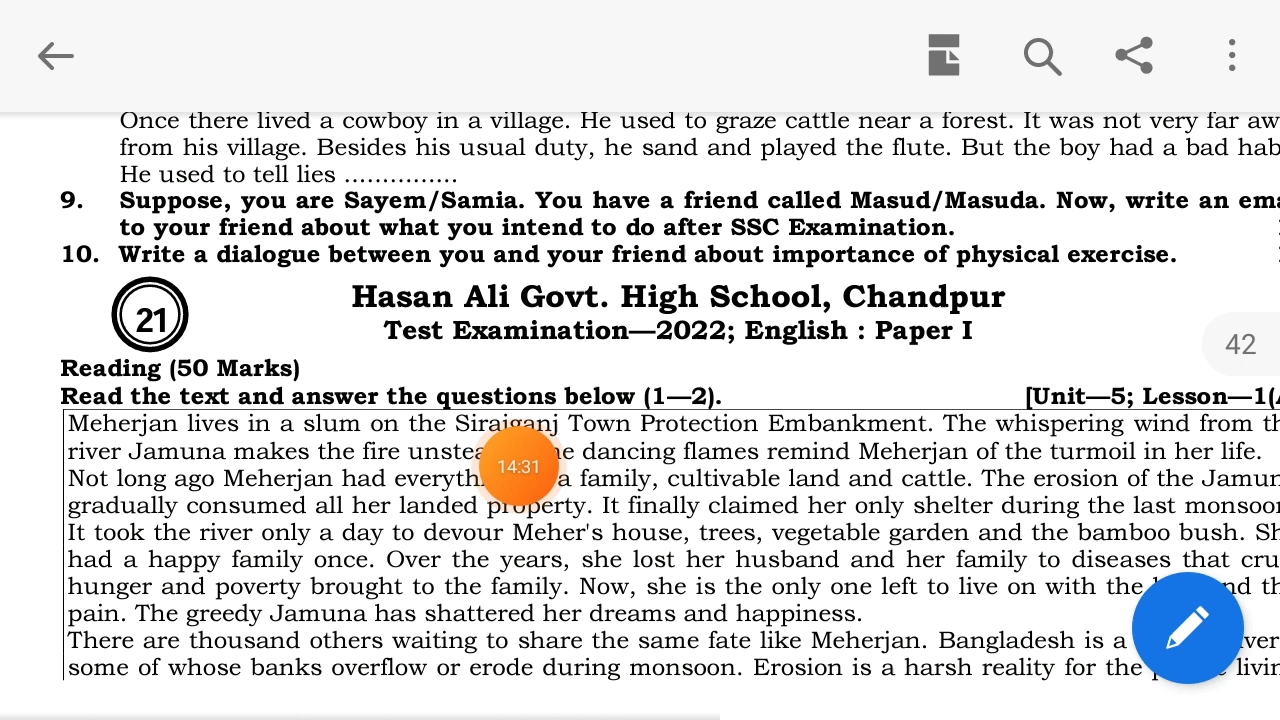 Once there lived a cowboy in a village. He used to graze cattle near a forest. It was not very far aw
from his village. Besides his usual duty, he sand and played the flute. But the boy had a bad hab
He used to tell lies ..............
9. Suppose, you are Sayem/Samia. You have a friend called Masud/Masuda. Now, write an ema
to your friend about what you intend to do after SSC Examination.
10. Write a dialogue between you and your friend about importance of physical exercise.
21 Hasan Ali Govt. High School, Chandpur
Test Examination—2022; English : Paper I
42
Reading (50 Marks)
Read the text and answer the questions below (1—2). [Unit—5; Lesson—1(A
Meherjan lives in a slum on the Sirajganj Town Protection Embankment. The whispering wind from th
river Jamuna makes the fire unstea dancing flames remind Meherjan of the turmoil in her life.
14:31
Not long ago Meherjan had everyth a family, cultivable land and cattle. The erosion of the Jamun
gradually consumed all her landed property. It finally claimed her only shelter during the last monsoon
It took the river only a day to devour Meher's house, trees, vegetable garden and the bamboo bush. Sh
had a happy family once. Over the years, she lost her husband and her family to diseases that cru
hunger and poverty brought to the family. Now, she is the only one left to live on with the th
pain. The greedy Jamuna has shattered her dreams and happiness.
There are thousand others waiting to share the same fate like Meherjan. Bangladesh is a iver
some of whose banks overflow or erode during monsoon. Erosion is a harsh reality for the livin